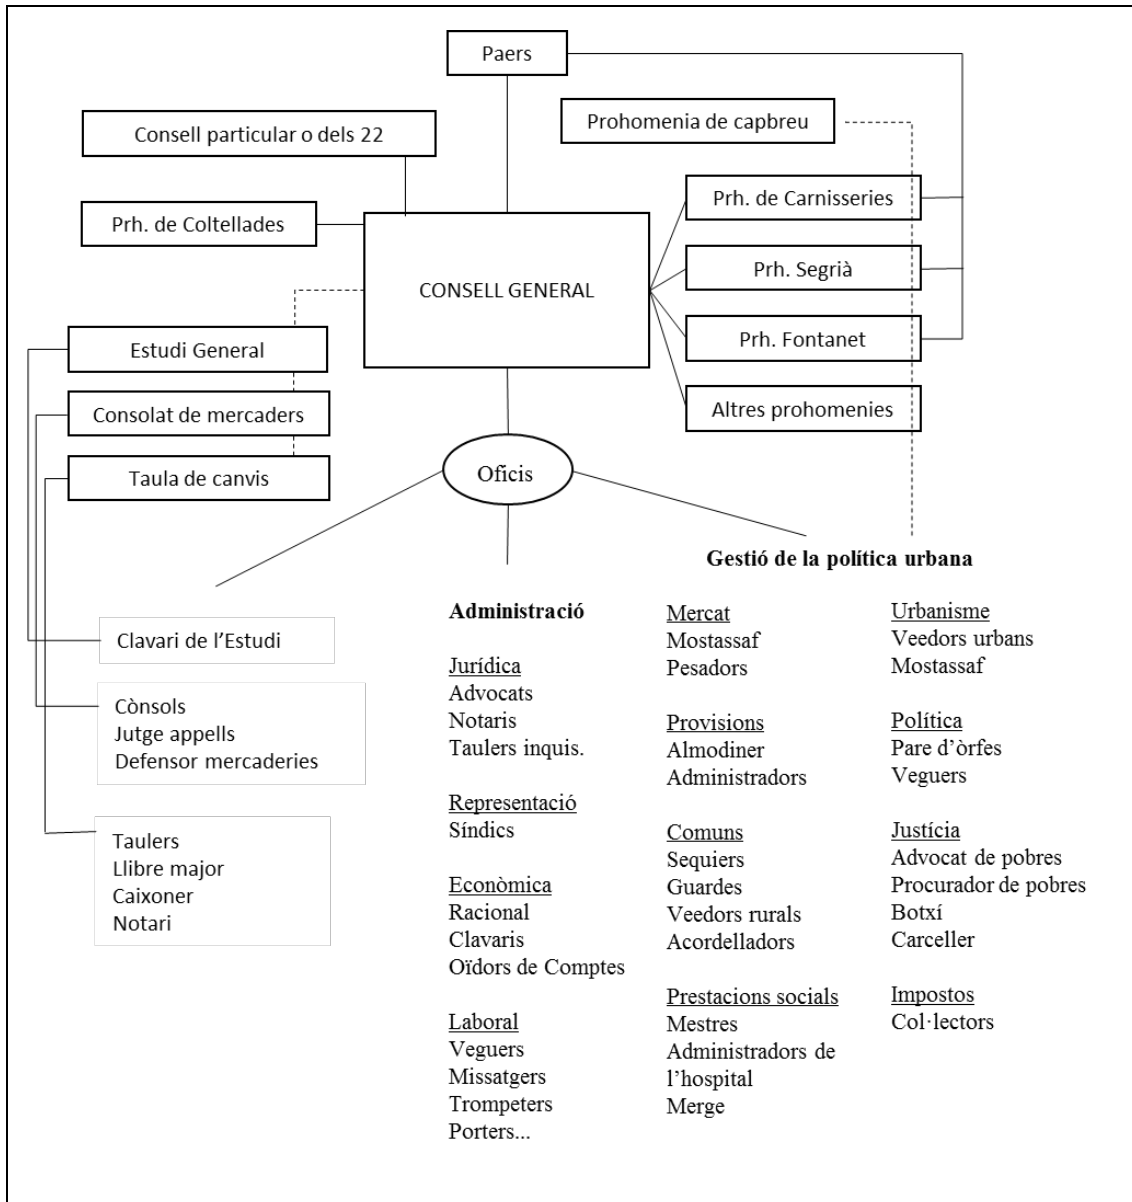 Paers
Consell particular o dels 22
Prohomenia de capbreu
Prh. de Coltellades
CONSELL GENERAL
Prh. de Carnisseries
Prh. Segrià
Prh. Fontanet
Altres prohomenies
Estudi General
Consolat de mercaders
Taula de canvis
Oficis
Clavari de l'Estudi
Cònsols
Jutge appells
Defensor mercaderies
Taulers
Llibre major
Caixoner
Notari
Administració
Jurídica
Advocats
Notaris
Taulers inquis.
Representació
Síndics
Econòmica
Racional
Clavaris
Oïdors de Comptes
Laboral
Veguers
Missatgers
Trompeters
Porters...
Gestió de la política urbana
Mercat
Mostassaf
Pesadors
Provisions
Almodiner
Administradors
Comuns
Sequiers
Guardes
Veedors rurals
Acordelladors
Prestacions socials
Mestres
Administradors de
l'hospital
Merge
Urbanisme
Veedors urbans
Mostassaf
Política
Pare d'òrfes
Veguers
Justícia
Advocat de pobres
Procurador de pobres
Botxí
Carceller
Impostos
Col·lectors